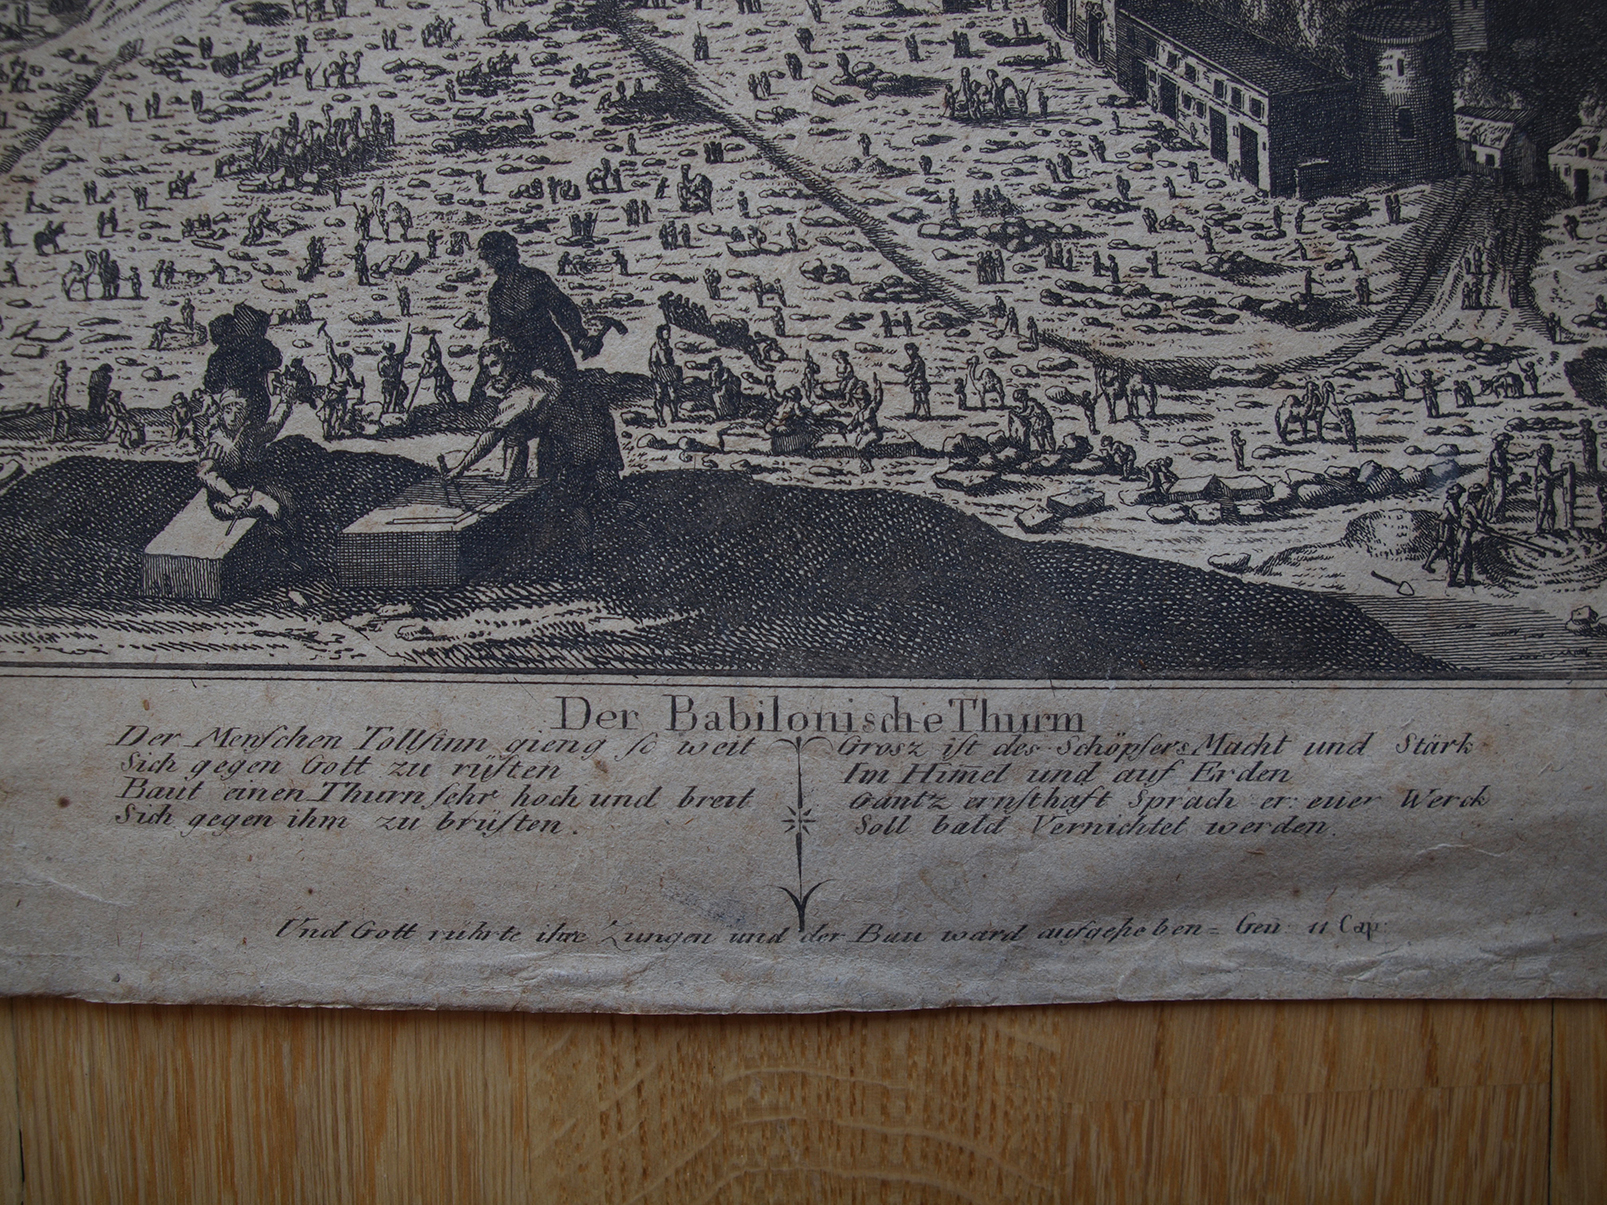 Der Babilonische Thurm
Der Menſchen Tollſinn gieng ſo weit
Sich gegen Gott zu rüſten
Baut einen Thurn ſehr hoch und breit
Sich gegen ihm zu brüſten.
Grosz iſt des Schöpfers Macht und Stärk
Im Him̄el und auf Erden
Gantz ernſthaft Sprach er: euer Werck
Soll bald Vernichtet werden.
Und Gott rührte ihre Zungen und der Bau ward aufgeheben= Gen: 11 Cap: